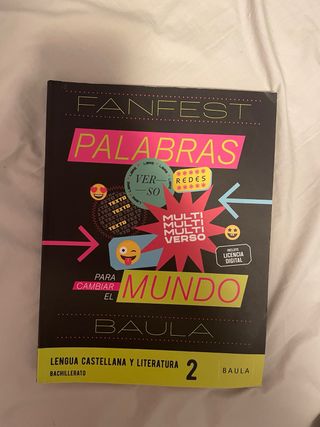 FANFEST
PALABRAS
VER-
SO
REDES
TEXTO
TEXTO
TEXTO
MULTI
MULTI
MULTI
VERSO
INCLUYE
LICENCIA
DIGITAL
PARA
CAMBIAR
EL
MUNDO
BAULA
LENGUA CASTELLANA Y LITERATURA 2
BACHILLERATO
BAULA